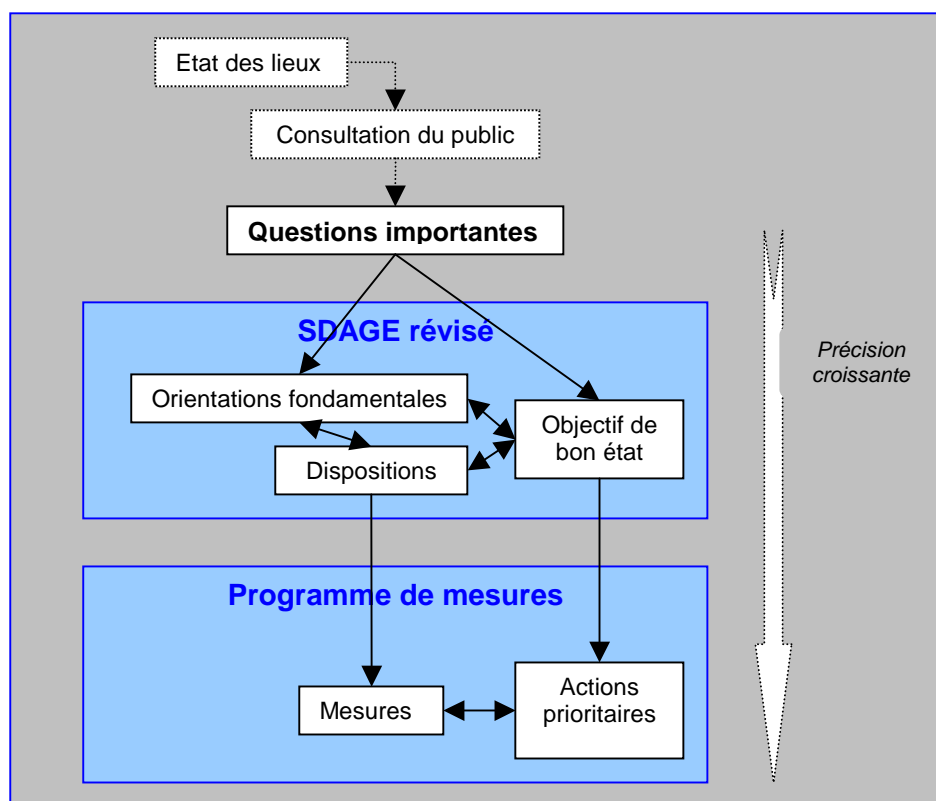 Etat des lieux
Consultation du public
Questions importantes
SDAGE révisé
Orientations fondamentales
Objectif de
bon état
Dispositions
Précision
croissante
Programme de mesures
Mesures
Actions
prioritaires